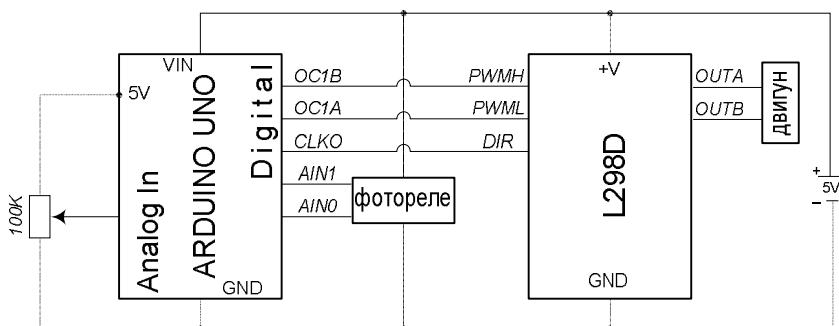 VIN
5V
100K
Analog In
ARDUINO UNO
Digital
OC1B
OC1A
CLKO
AIN1
AIN0
GND
фотореле
PWMH
PWML
DIR
+V
L298D
GND
OUTA
OUTB
двигун
+
5V
−